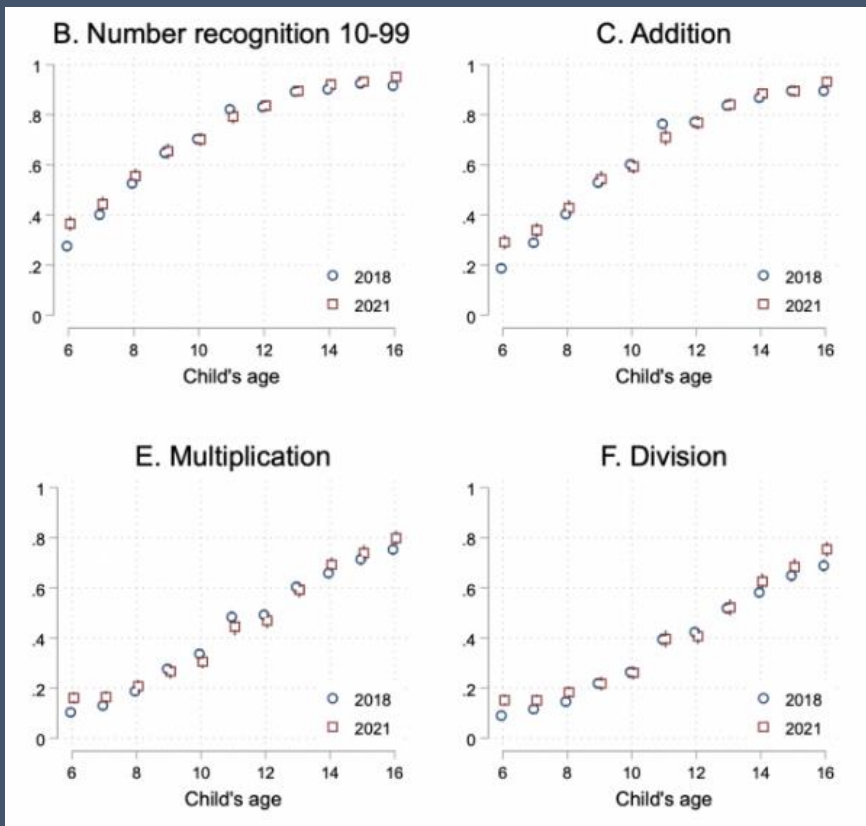 B. Number recognition 10-99
1
.8
.6
.4
.2
0
2018
2021
6 8 10 12 14 16
Child's age
C. Addition
1
.8
.6
.4
.2
0
2018
2021
6 8 10 12 14 16
Child's age
E. Multiplication
1
.8
.6
.4
.2
0
2018
2021
6 8 10 12 14 16
Child's age
F. Division
1
.8
.6
.4
.2
0
2018
2021
6 8 10 12 14 16
Child's age